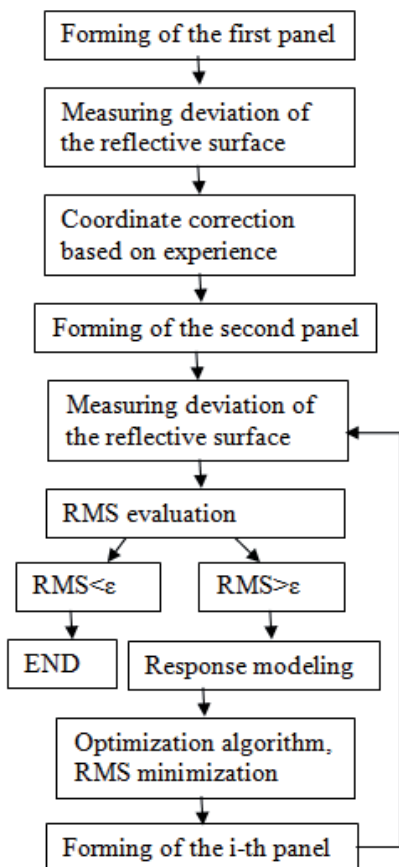 Forming of the first panel
Measuring deviation of
the reflective surface
Coordinate correction
based on experience
Forming of the second panel
Measuring deviation of
the reflective surface
RMS evaluation
RMS<ε
RMS>ε
END
Response modeling
Optimization algorithm,
RMS minimization
Forming of the i-th panel